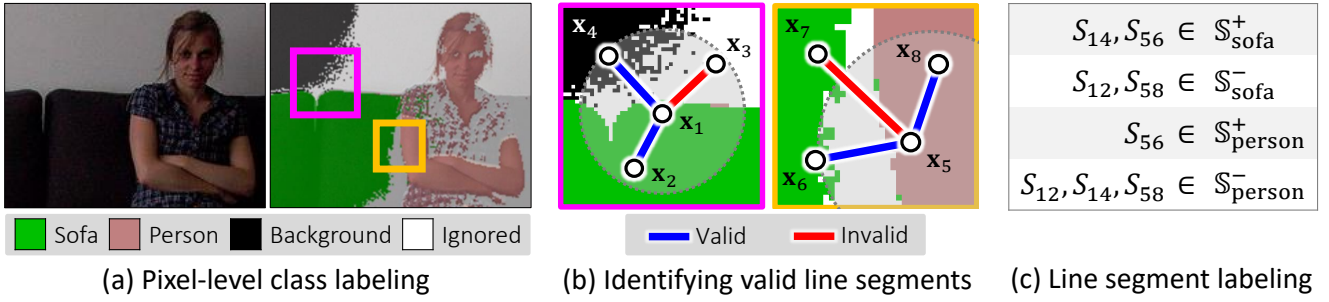 x₄
x₃
x₁
x₂
x₇
x₈
x₅
x₆
S₁₄, S₅₆ ∈ 𝕊⁺sofa
S₁₂, S₅₈ ∈ 𝕊⁻sofa
S₅₆ ∈ 𝕊⁺person
S₁₂, S₁₄, S₅₈ ∈ 𝕊⁻person
Sofa Person Background Ignored
Valid Invalid
(a) Pixel-level class labeling
(b) Identifying valid line segments
(c) Line segment labeling